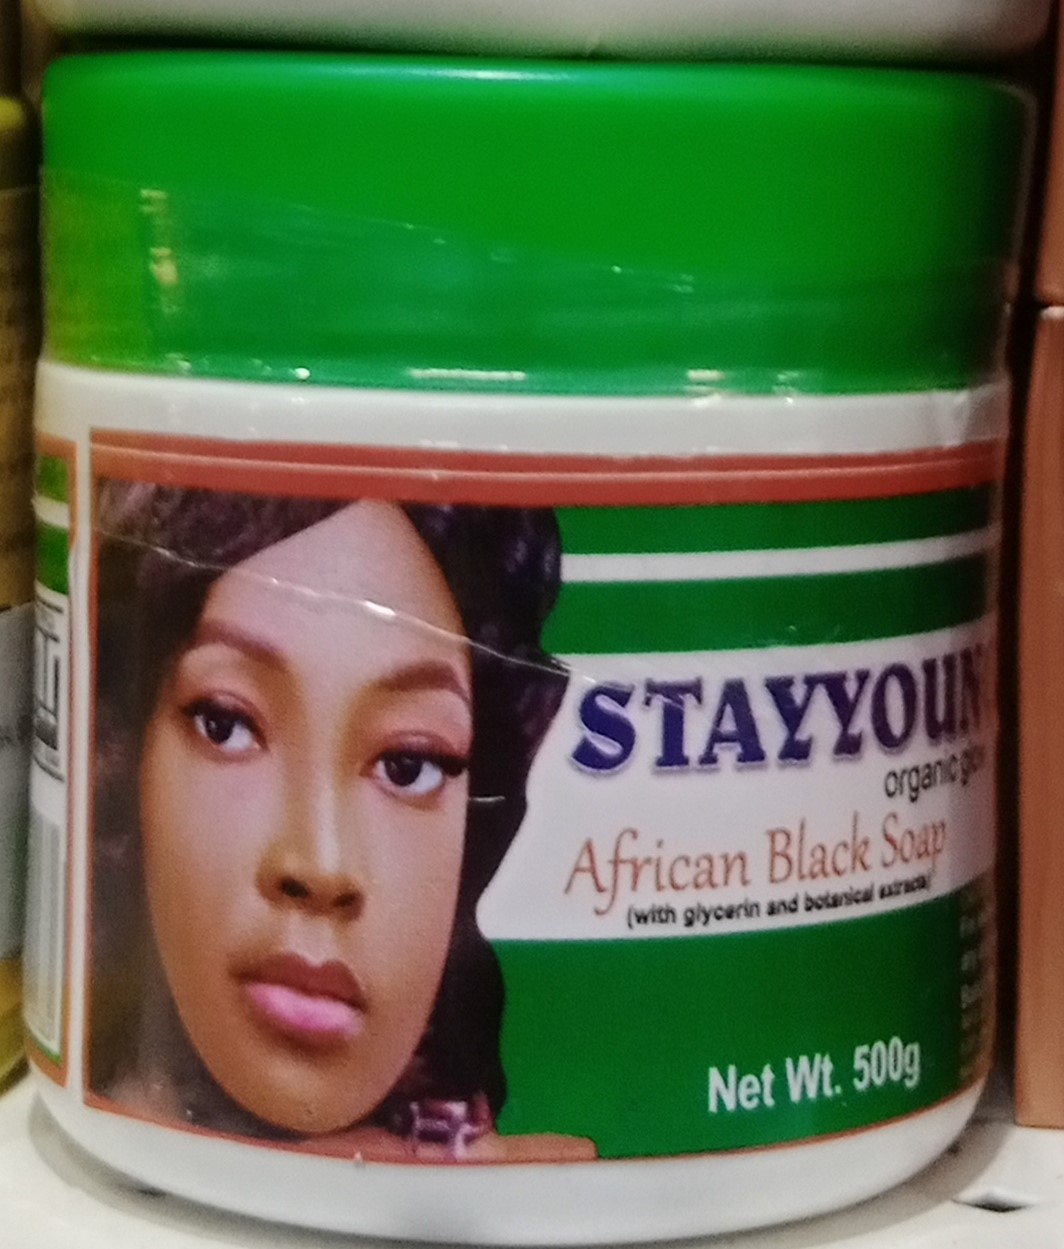 STAYYOUN
organic
African Black Soap
(with glycerin and botanical extracts)
Net Wt. 500g